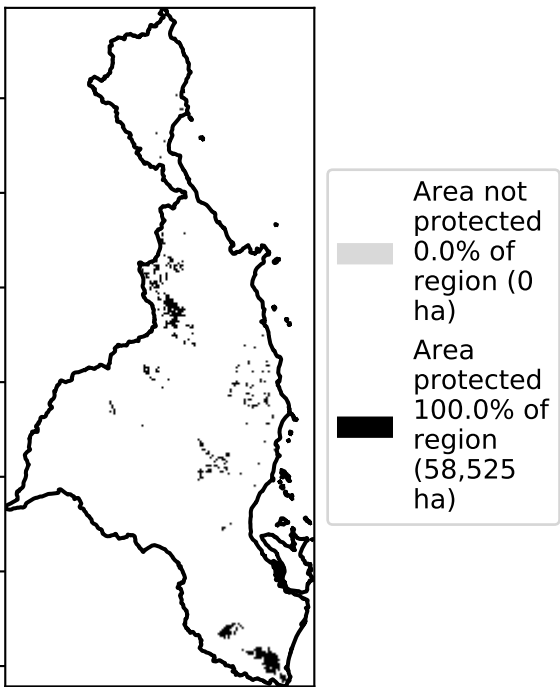 Area not
protected
0.0% of
region (0
ha)
Area
protected
100.0% of
region
(58,525
ha)